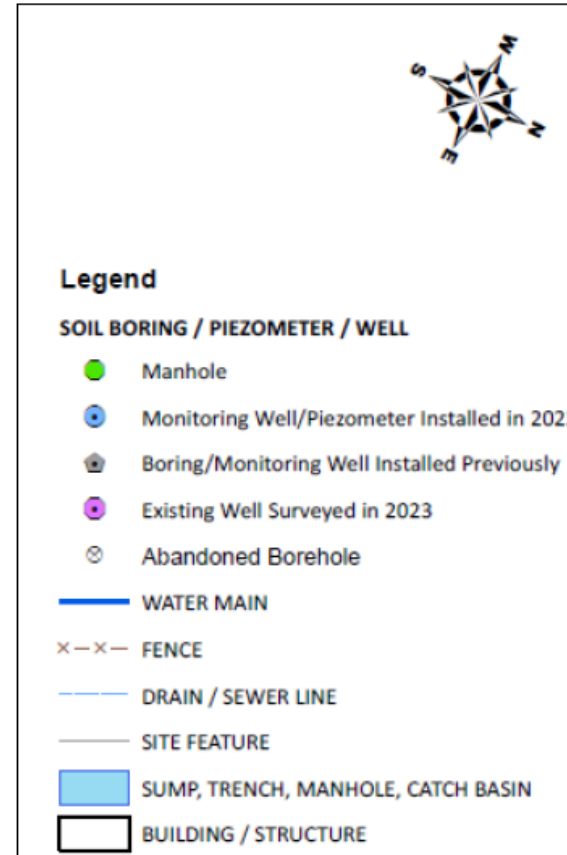 W
S
N
E
Legend
SOIL BORING / PIEZOMETER / WELL
Manhole
Monitoring Well/Piezometer Installed in 202
Boring/Monitoring Well Installed Previously
Existing Well Surveyed in 2023
Abandoned Borehole
WATER MAIN
FENCE
DRAIN / SEWER LINE
SITE FEATURE
SUMP, TRENCH, MANHOLE, CATCH BASIN
BUILDING / STRUCTURE